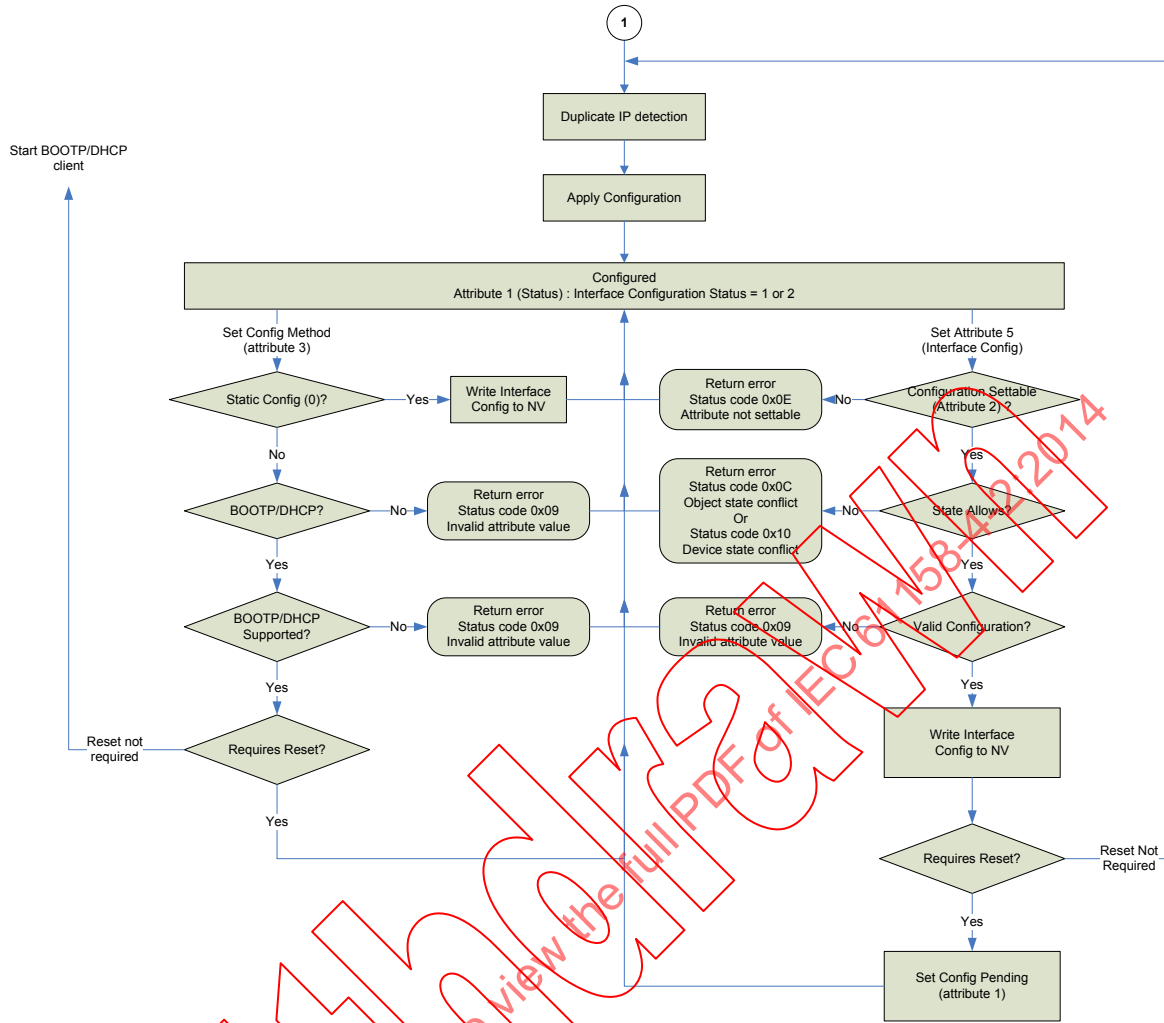 1
Duplicate IP detection
Start BOOTP/DHCP
client
Apply Configuration
Configured
Attribute 1 (Status) : Interface Configuration Status = 1 or 2
Set Config Method
(attribute 3)
Set Attribute 5
(Interface Config)
Static Config (0)?
Yes
Write Interface
Config to NV
Return error
Status code 0x0E
Attribute not settable
No
Configuration Settable
(Attribute 2) ?
No
Yes
BOOTP/DHCP?
No
Return error
Status code 0x09
Invalid attribute value
Return error
Status code 0x0C
Object state conflict
Or
Status code 0x10
Device state conflict
No
State Allows?
Yes
Yes
BOOTP/DHCP
Supported?
No
Return error
Status code 0x09
Invalid attribute value
Return error
Status code 0x09
Invalid attribute value
No
Valid Configuration?
Yes
Yes
Reset not
required
Requires Reset?
Write Interface
Config to NV
Yes
Requires Reset?
Reset Not
Required
Yes
Set Config Pending
(attribute 1)
view the full PDF of IEC 61158-4-2:2014
thdrawn